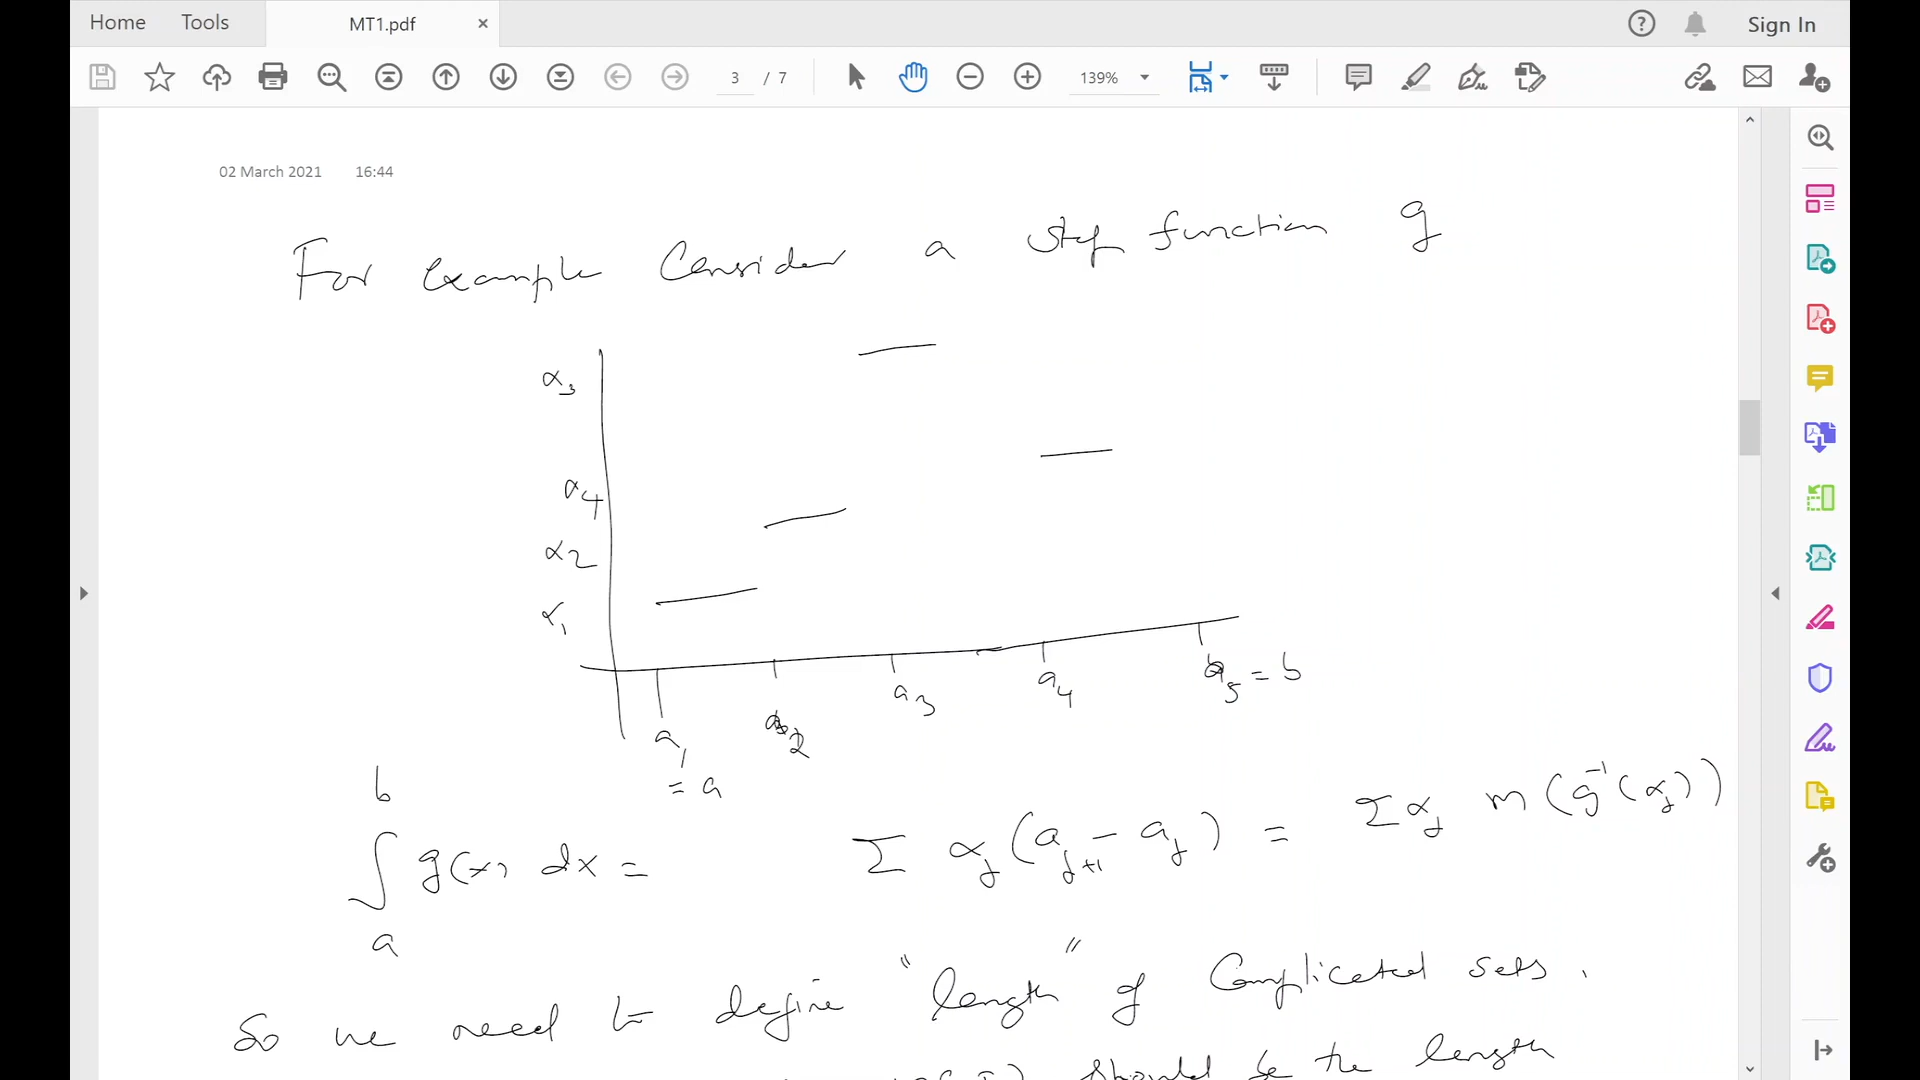 Home Tools MT1.pdf × Sign In
3 / 7 139%
02 March 2021 16:44
For example Consider a step function g
α₃
α₄
α₂
α₁
a₁ = a a₂ a₃ a₄ a₅ = b
∫ₐᵇ g(x) dx = Σ αⱼ (aⱼ₊₁ − aⱼ) = Σ αⱼ m(g⁻¹(αⱼ))
So we need to define "length" of Complicated sets.
should be the length